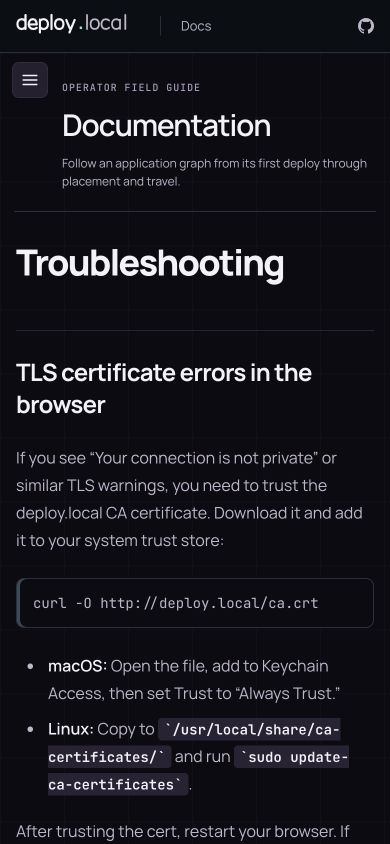 deploy.local
Docs
OPERATOR FIELD GUIDE
Documentation
Follow an application graph from its first deploy through
placement and travel.
Troubleshooting
TLS certificate errors in the
browser
If you see “Your connection is not private” or
similar TLS warnings, you need to trust the
deploy.local CA certificate. Download it and add
it to your system trust store:
curl -O http://deploy.local/ca.crt
• macOS: Open the file, add to Keychain
Access, then set Trust to “Always Trust.”
• Linux: Copy to `/usr/local/share/ca-
certificates/` and run `sudo update-
ca-certificates`.
After trusting the cert, restart your browser. If